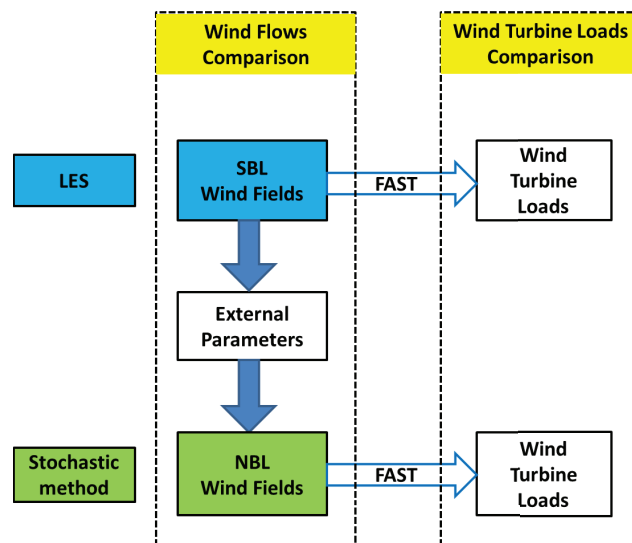 Wind Flows
Comparison
Wind Turbine Loads
Comparison
LES
SBL
Wind Fields
FAST
Wind
Turbine
Loads
External
Parameters
Stochastic
method
NBL
Wind Fields
FAST
Wind
Turbine
Loads